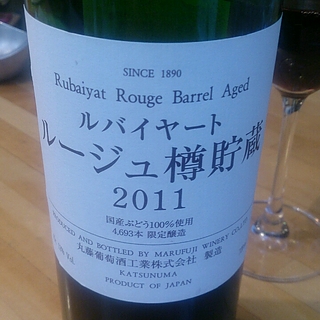 SINCE 1890
Rubaiyat Rouge Barrel Aged
ルバイヤート
ルージュ樽貯蔵
2011
国産ぶどう100%使用
4,693本 限定醸造
PRODUCED AND BOTTLED BY MARUFUJI WINERY CO.,LTD
丸藤葡萄酒工業株式会社 製造
KATSUNUMA
PRODUCT OF JAPAN